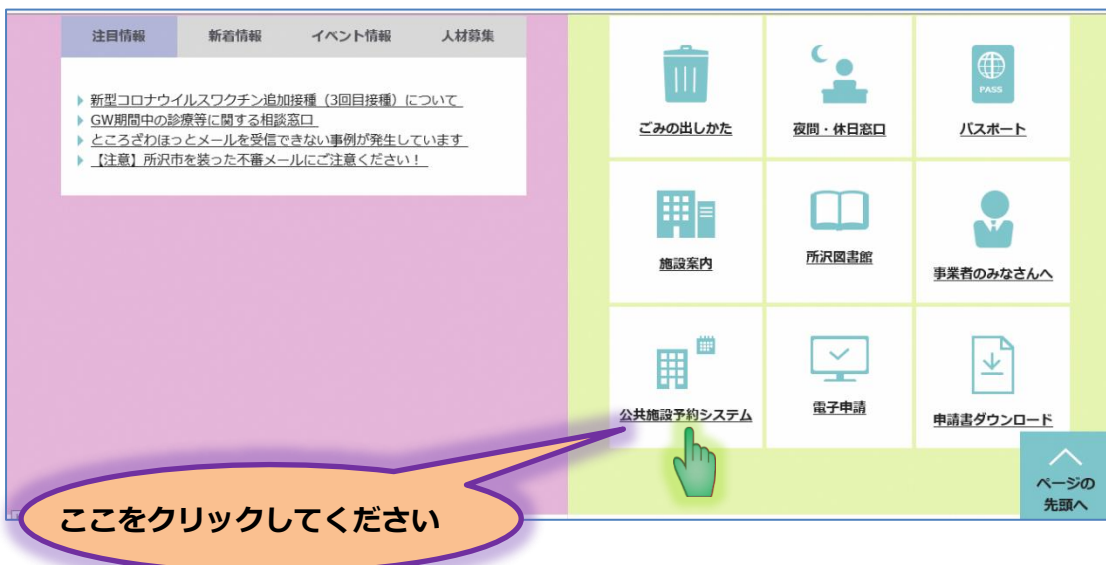 注目情報
新着情報
イベント情報
人材募集
新型コロナウイルスワクチン追加接種（3回目接種）について
GW期間中の診療等に関する相談窓口
ところざわほっとメールを受信できない事例が発生しています
【注意】所沢市を装った不審メールにご注意ください！
ごみの出しかた
夜間・休日窓口
PASS
パスポート
施設案内
所沢図書館
事業者のみなさんへ
公共施設予約システム
電子申請
申請書ダウンロード
ページの
先頭へ
ここをクリックしてください